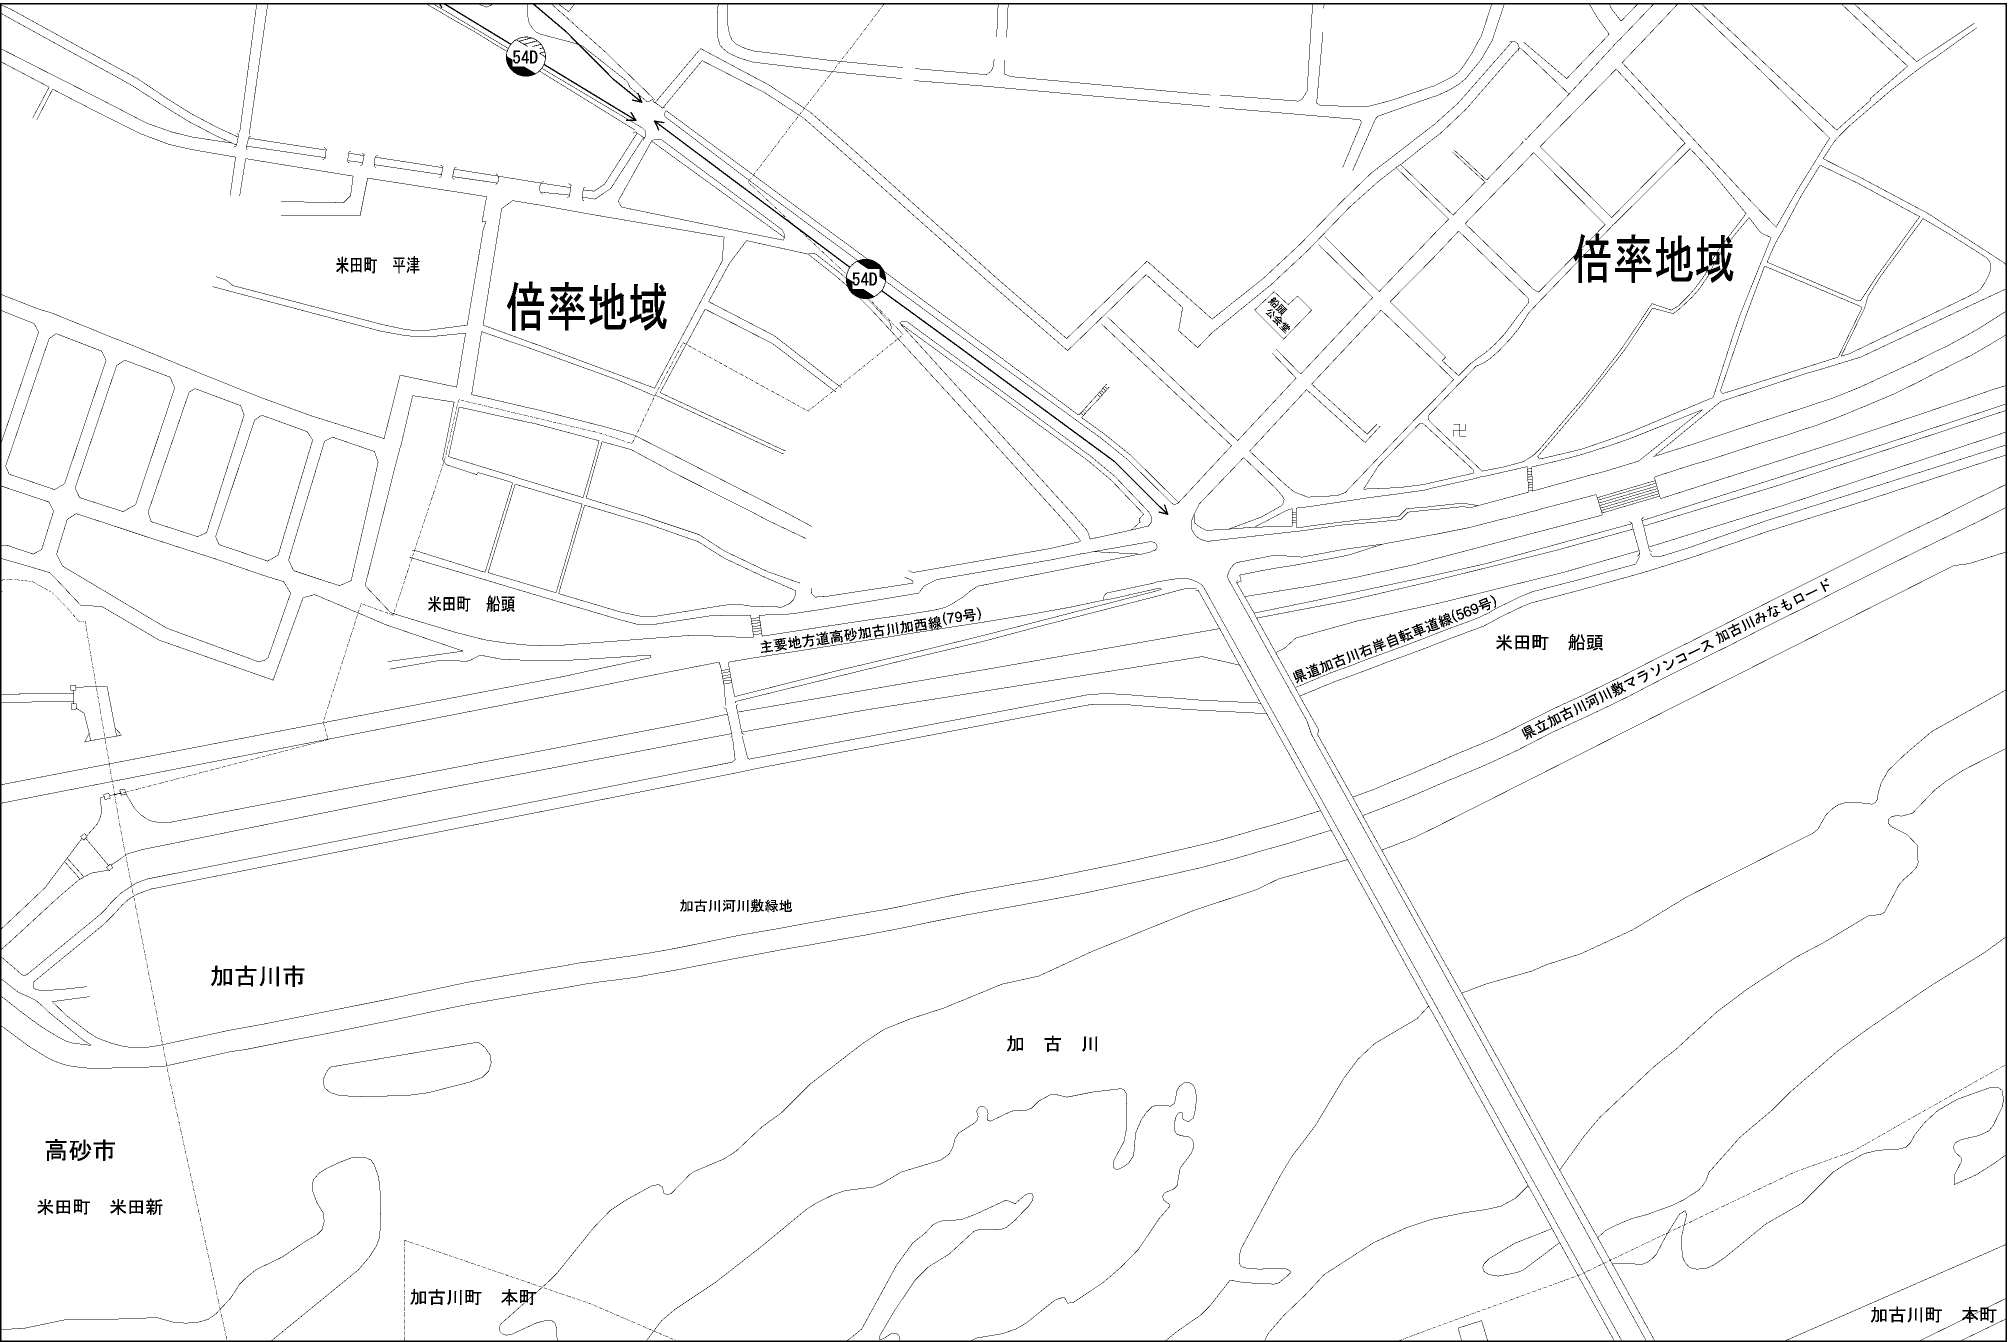 54D
米田町　平津
倍率地域
倍率地域
54D
船頭
公会堂
米田町　船頭
主要地方道高砂加古川加西線(79号)
県道加古川右岸自転車道線(569号)
米田町　船頭
県立加古川河川敷マラソンコース 加古川みなもロード
加古川河川敷緑地
加古川市
加　古　川
高砂市
米田町　米田新
加古川町　本町
加古川町　本町